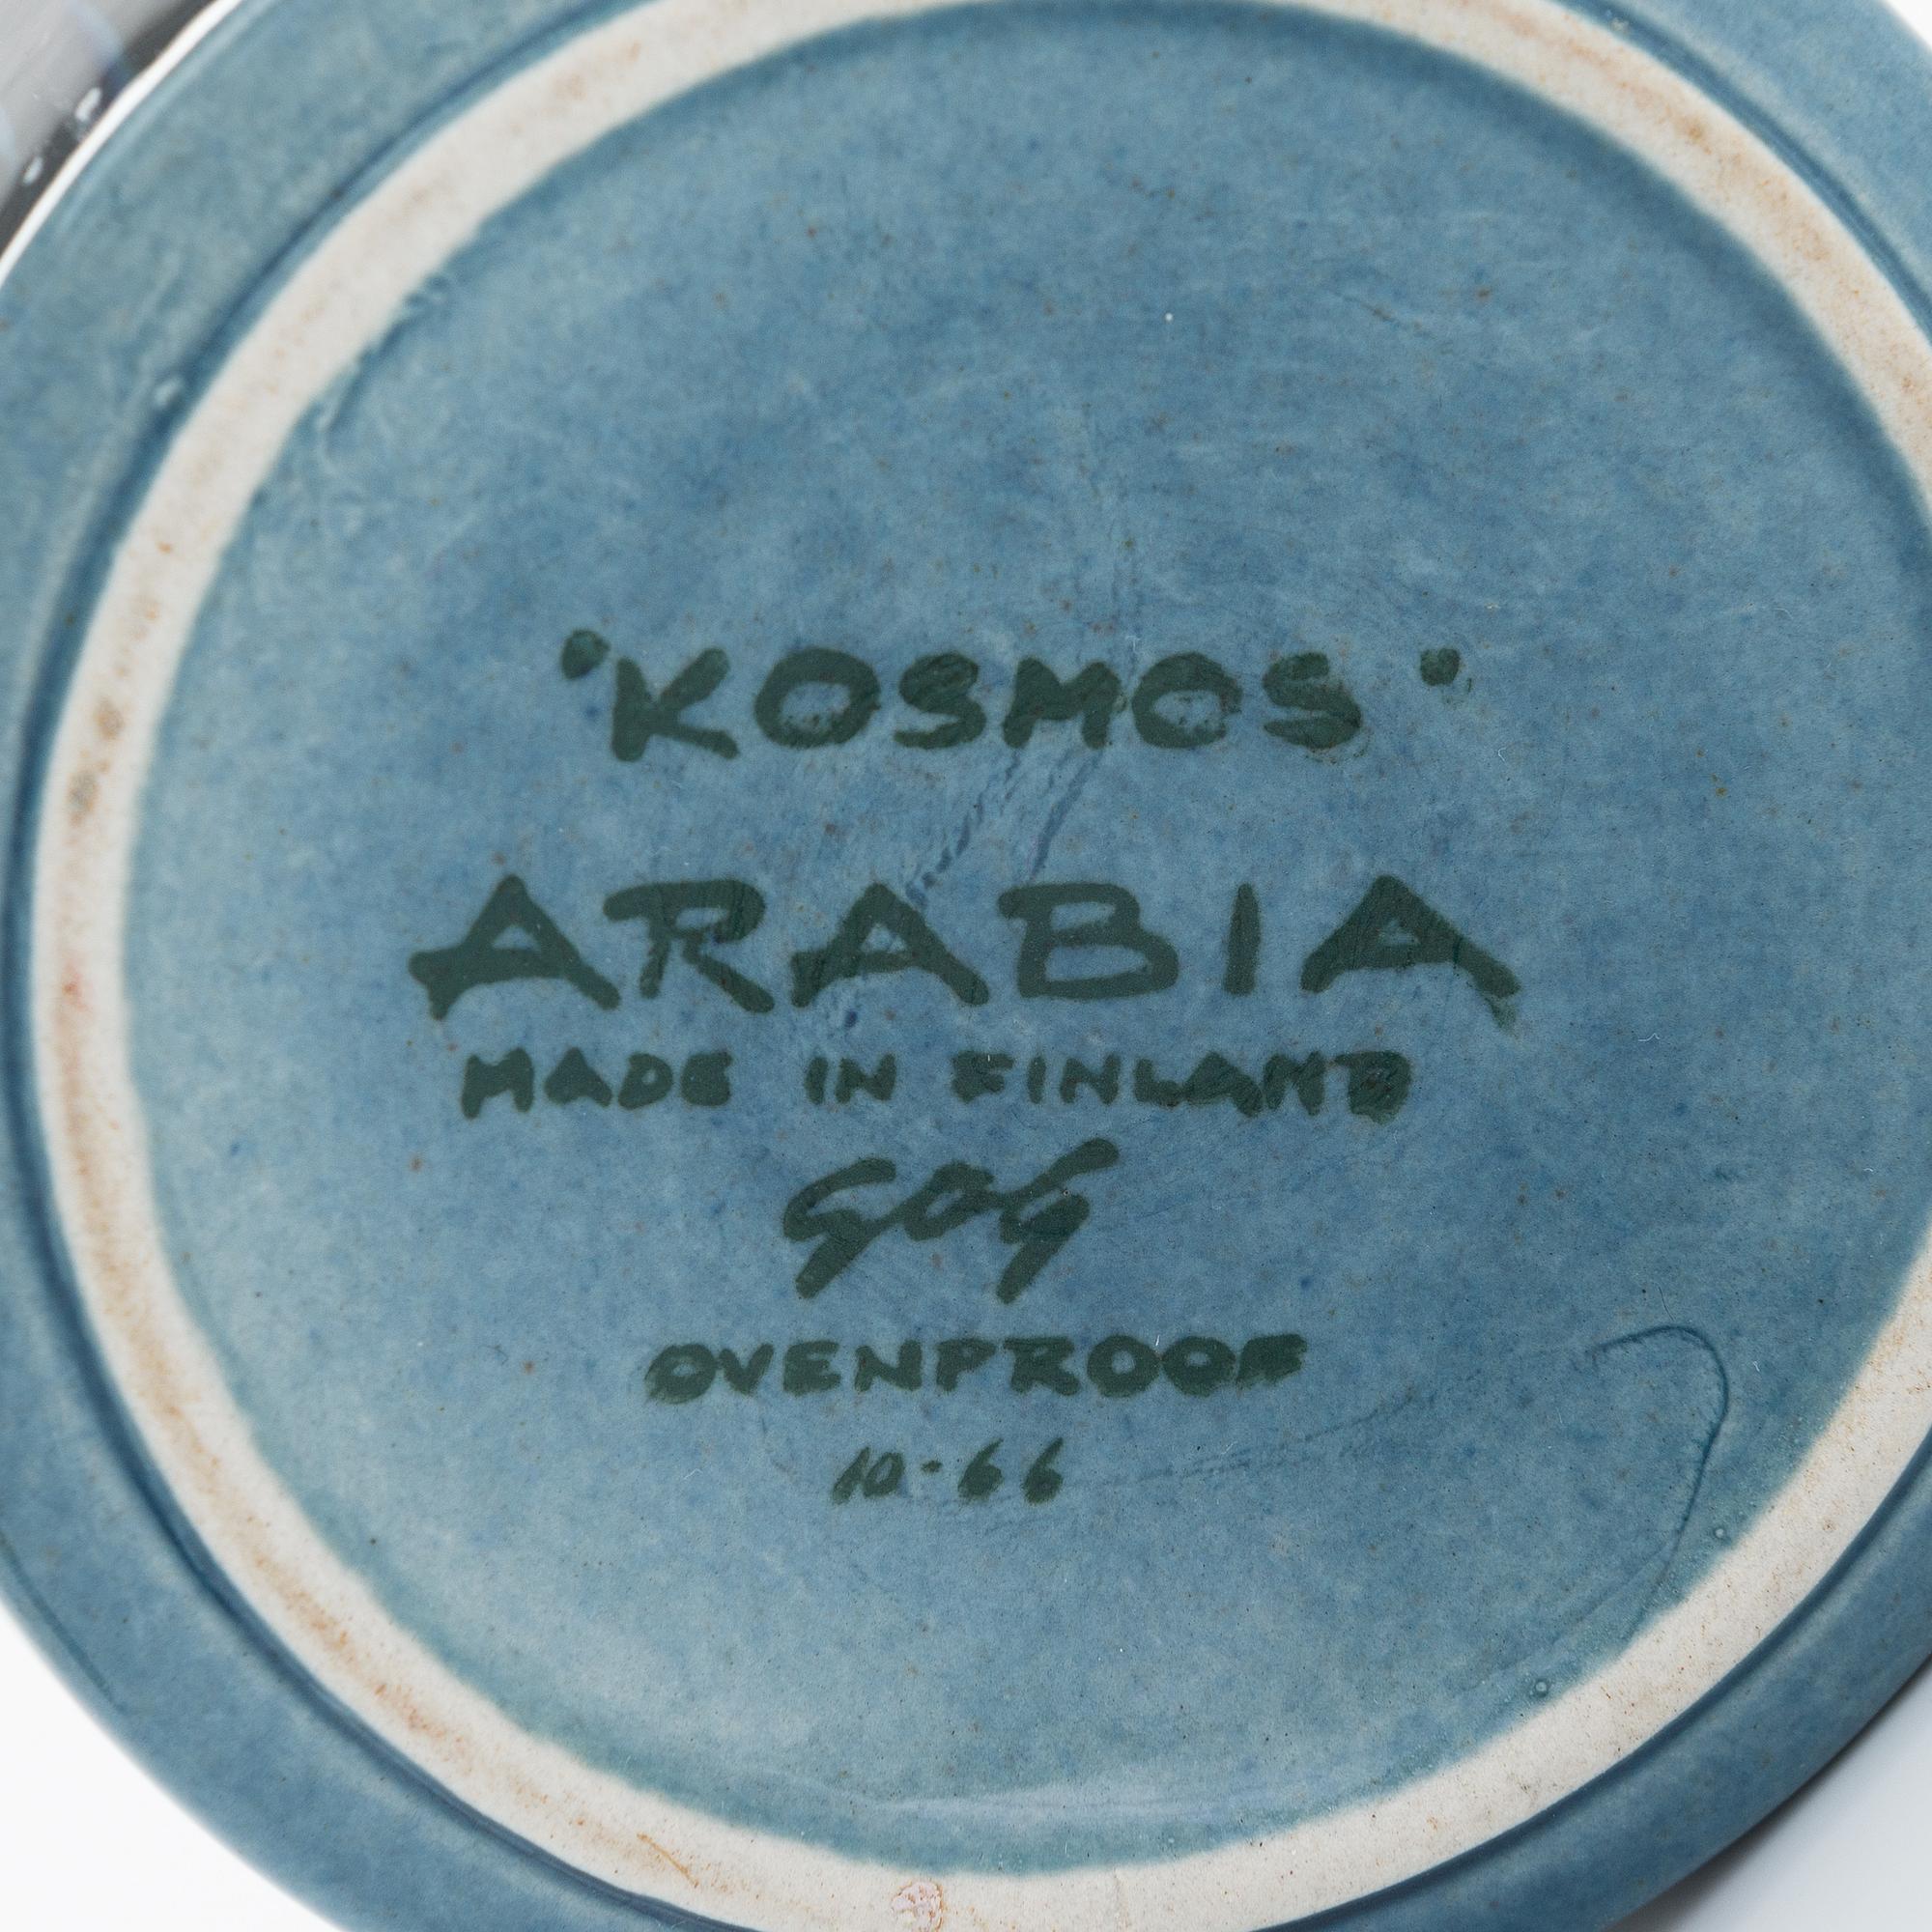 "KOSMOS"
ARABIA
MADE IN FINLAND
GOG
OVENPROOF
10-66